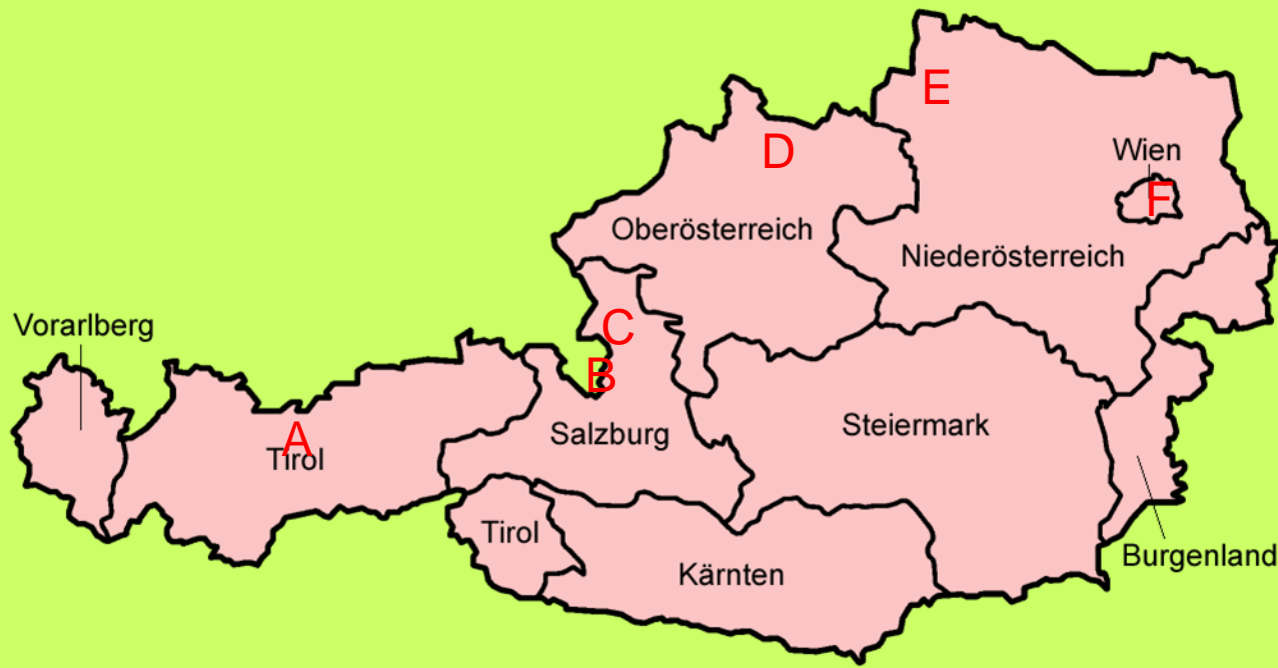 E
D
Wien
F
Oberösterreich
Niederösterreich
Vorarlberg
C
B
A
Tirol
Salzburg
Steiermark
Tirol
Kärnten
Burgenland